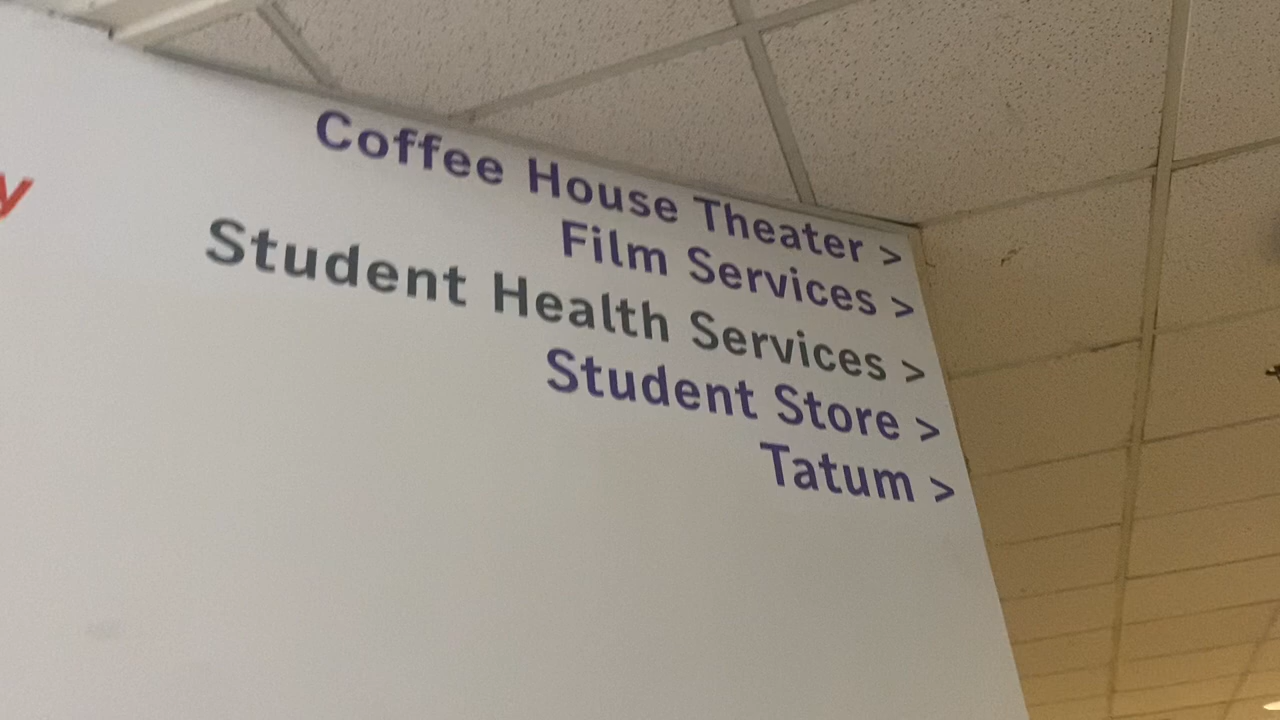 Coffee House Theater >
Film Services >
Student Health Services >
Student Store >
Tatum >